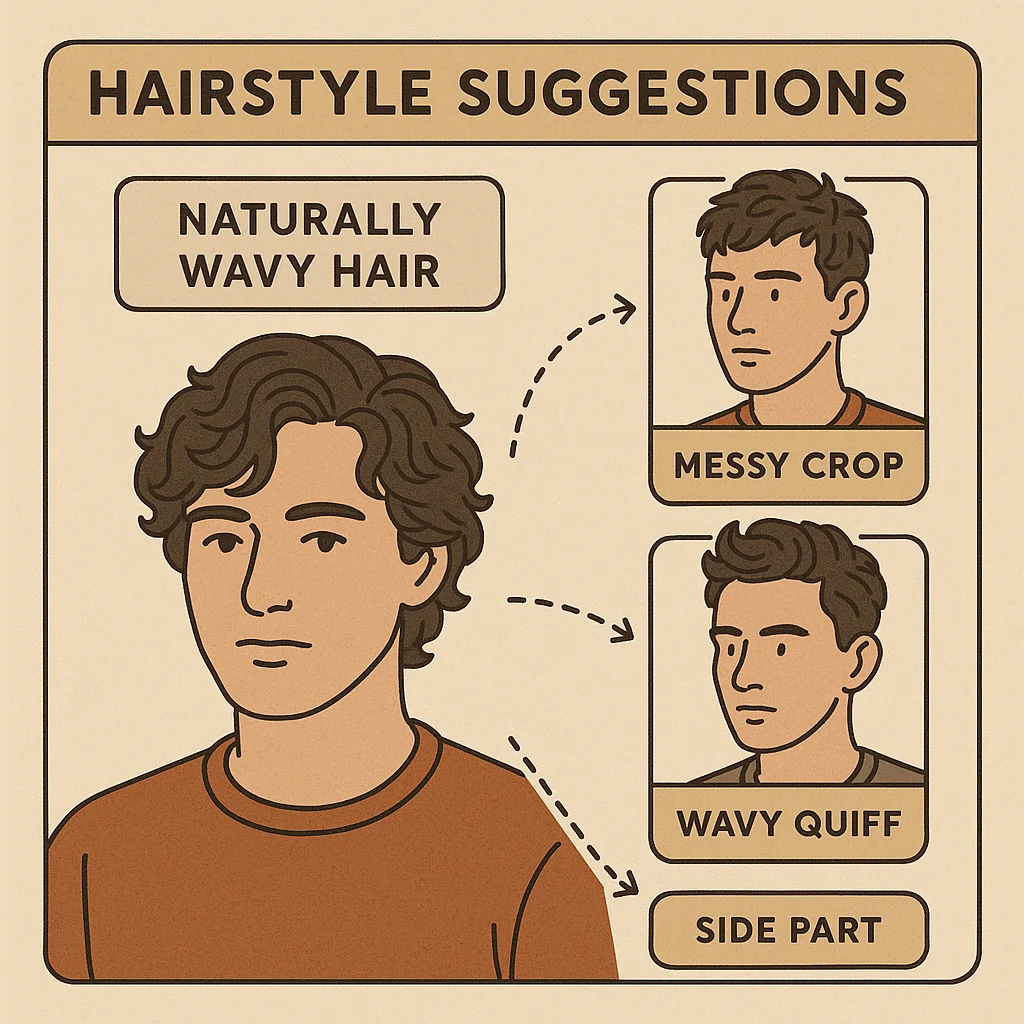 HAIRSTYLE SUGGESTIONS
NATURALLY
WAVY HAIR
MESSY CROP
WAVY QUIFF
SIDE PART